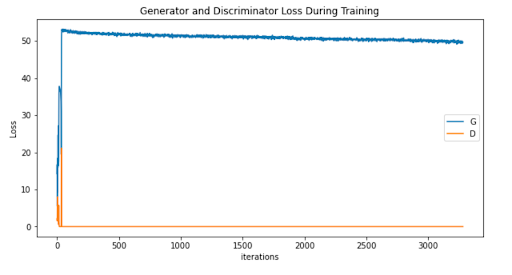 Generator and Discriminator Loss During Training
50
40
30
20
10
0
Loss
G
D
0 500 1000 1500 2000 2500 3000
iterations